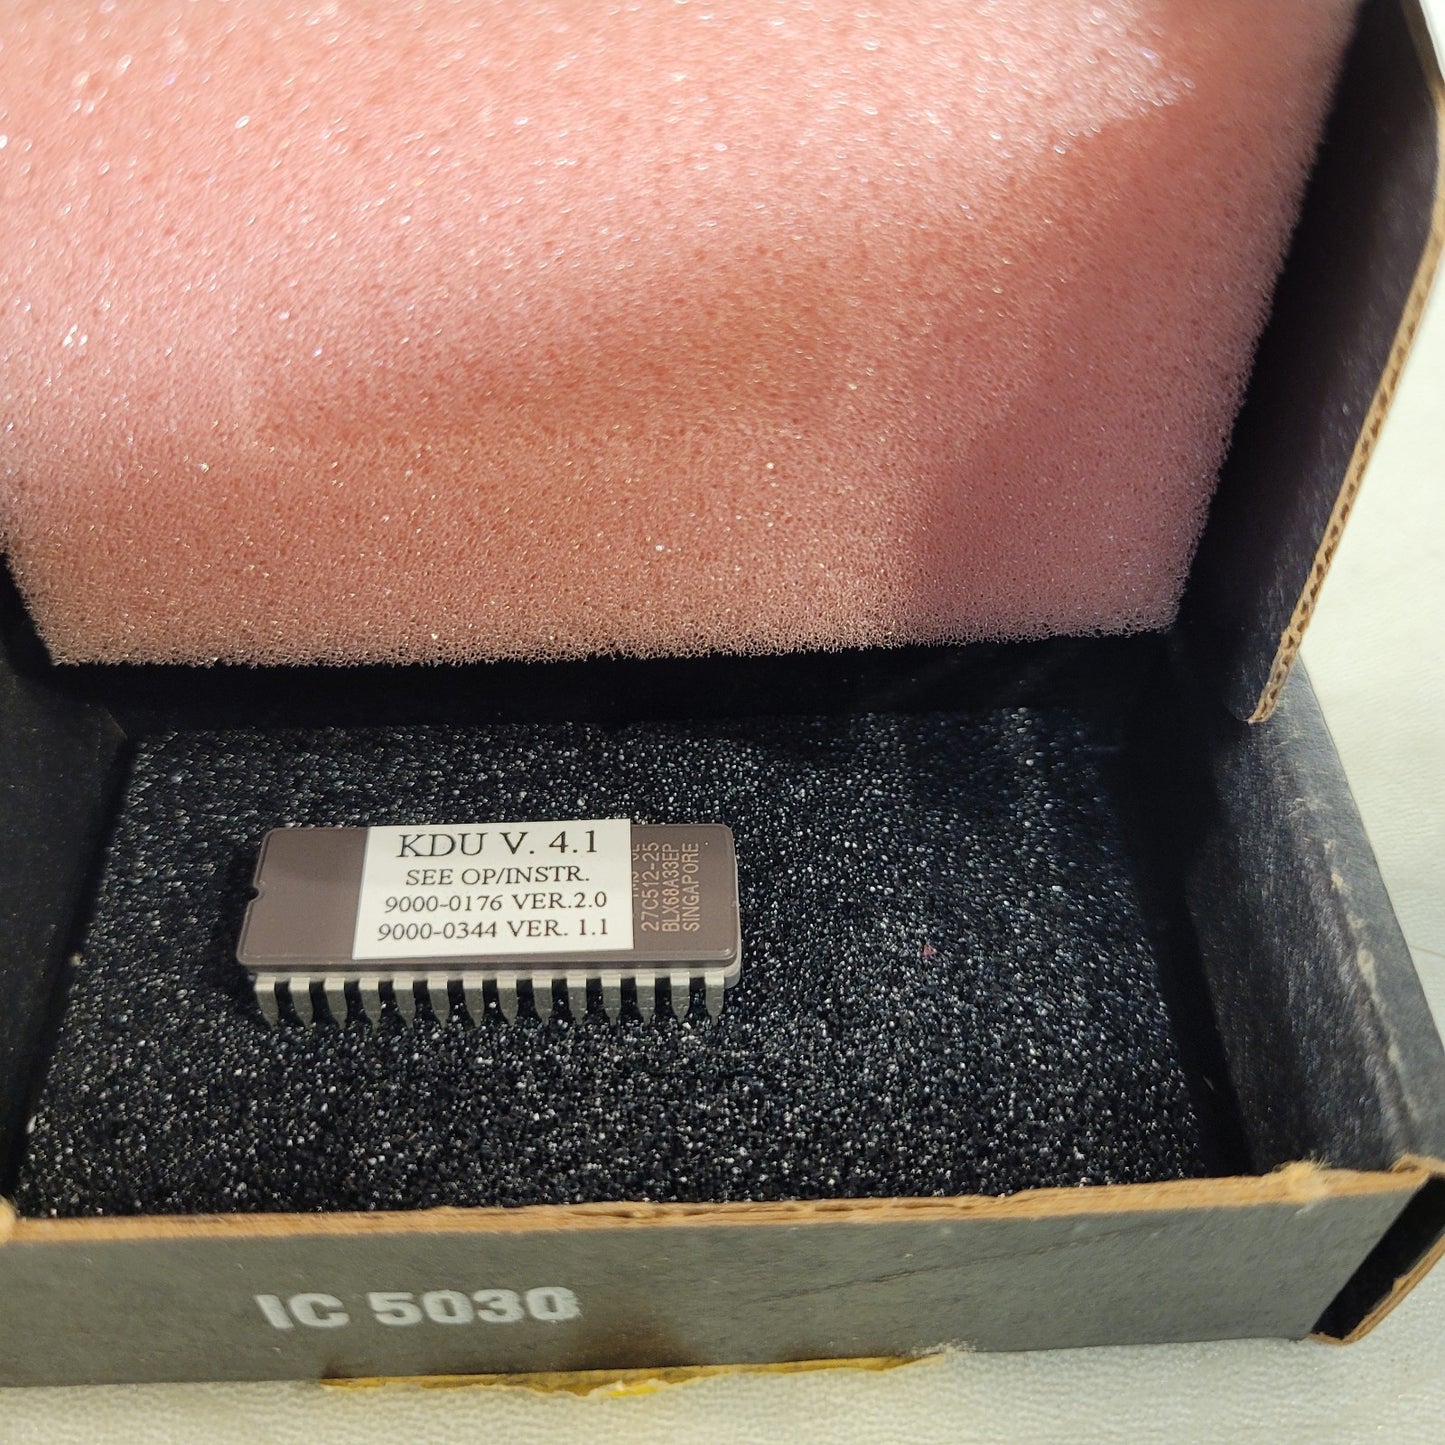 KDU V. 4.1
SEE OP/INSTR.
9000-0176 VER.2.0
9000-0344 VER. 1.1
27C512-25
BLX68A33EP
SINGAPORE
IC 5030